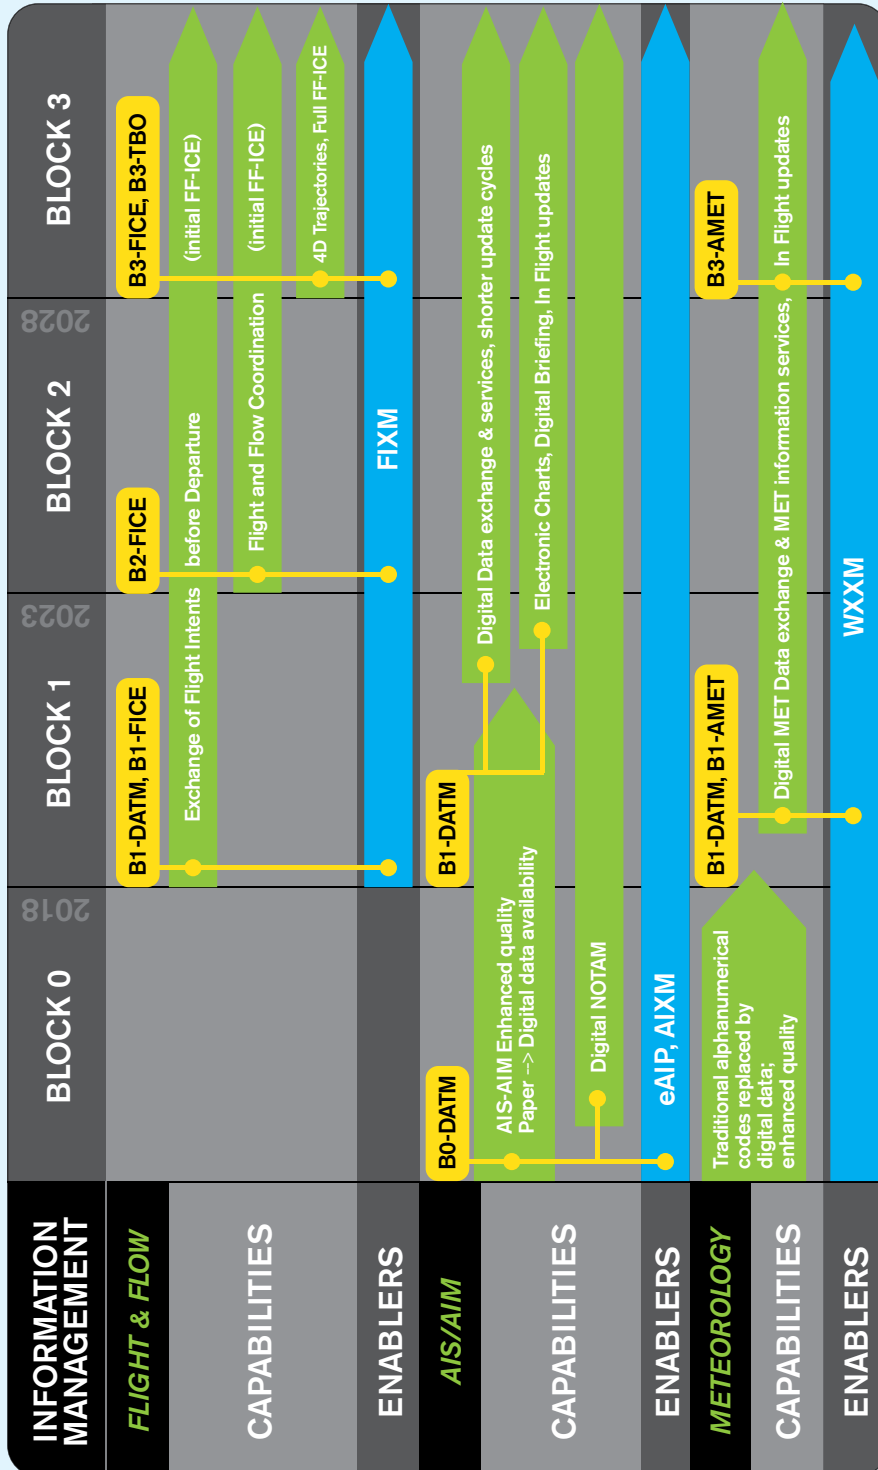 INFORMATION
MANAGEMENT
BLOCK 0
2018
BLOCK 1
2023
BLOCK 2
2028
BLOCK 3
FLIGHT & FLOW
B1-DATM, B1-FICE
B2-FICE
B3-FICE, B3-TBO
CAPABILITIES
Exchange of Flight Intents before Departure (initial FF-ICE)
Flight and Flow Coordination (initial FF-ICE)
4D Trajectories, Full FF-ICE
ENABLERS
FIXM
AIS/AIM
B0-DATM
B1-DATM
CAPABILITIES
Digital Data exchange & services, shorter update cycles
AIS-AIM Enhanced quality
Paper --> Digital data availability
Electronic Charts, Digital Briefing, In Flight updates
Digital NOTAM
ENABLERS
eAIP, AIXM
METEOROLOGY
B1-DATM, B1-AMET
B3-AMET
CAPABILITIES
Traditional alphanumerical
codes replaced by
digital data;
enhanced quality
Digital MET Data exchange & MET information services, In Flight updates
ENABLERS
WXXM